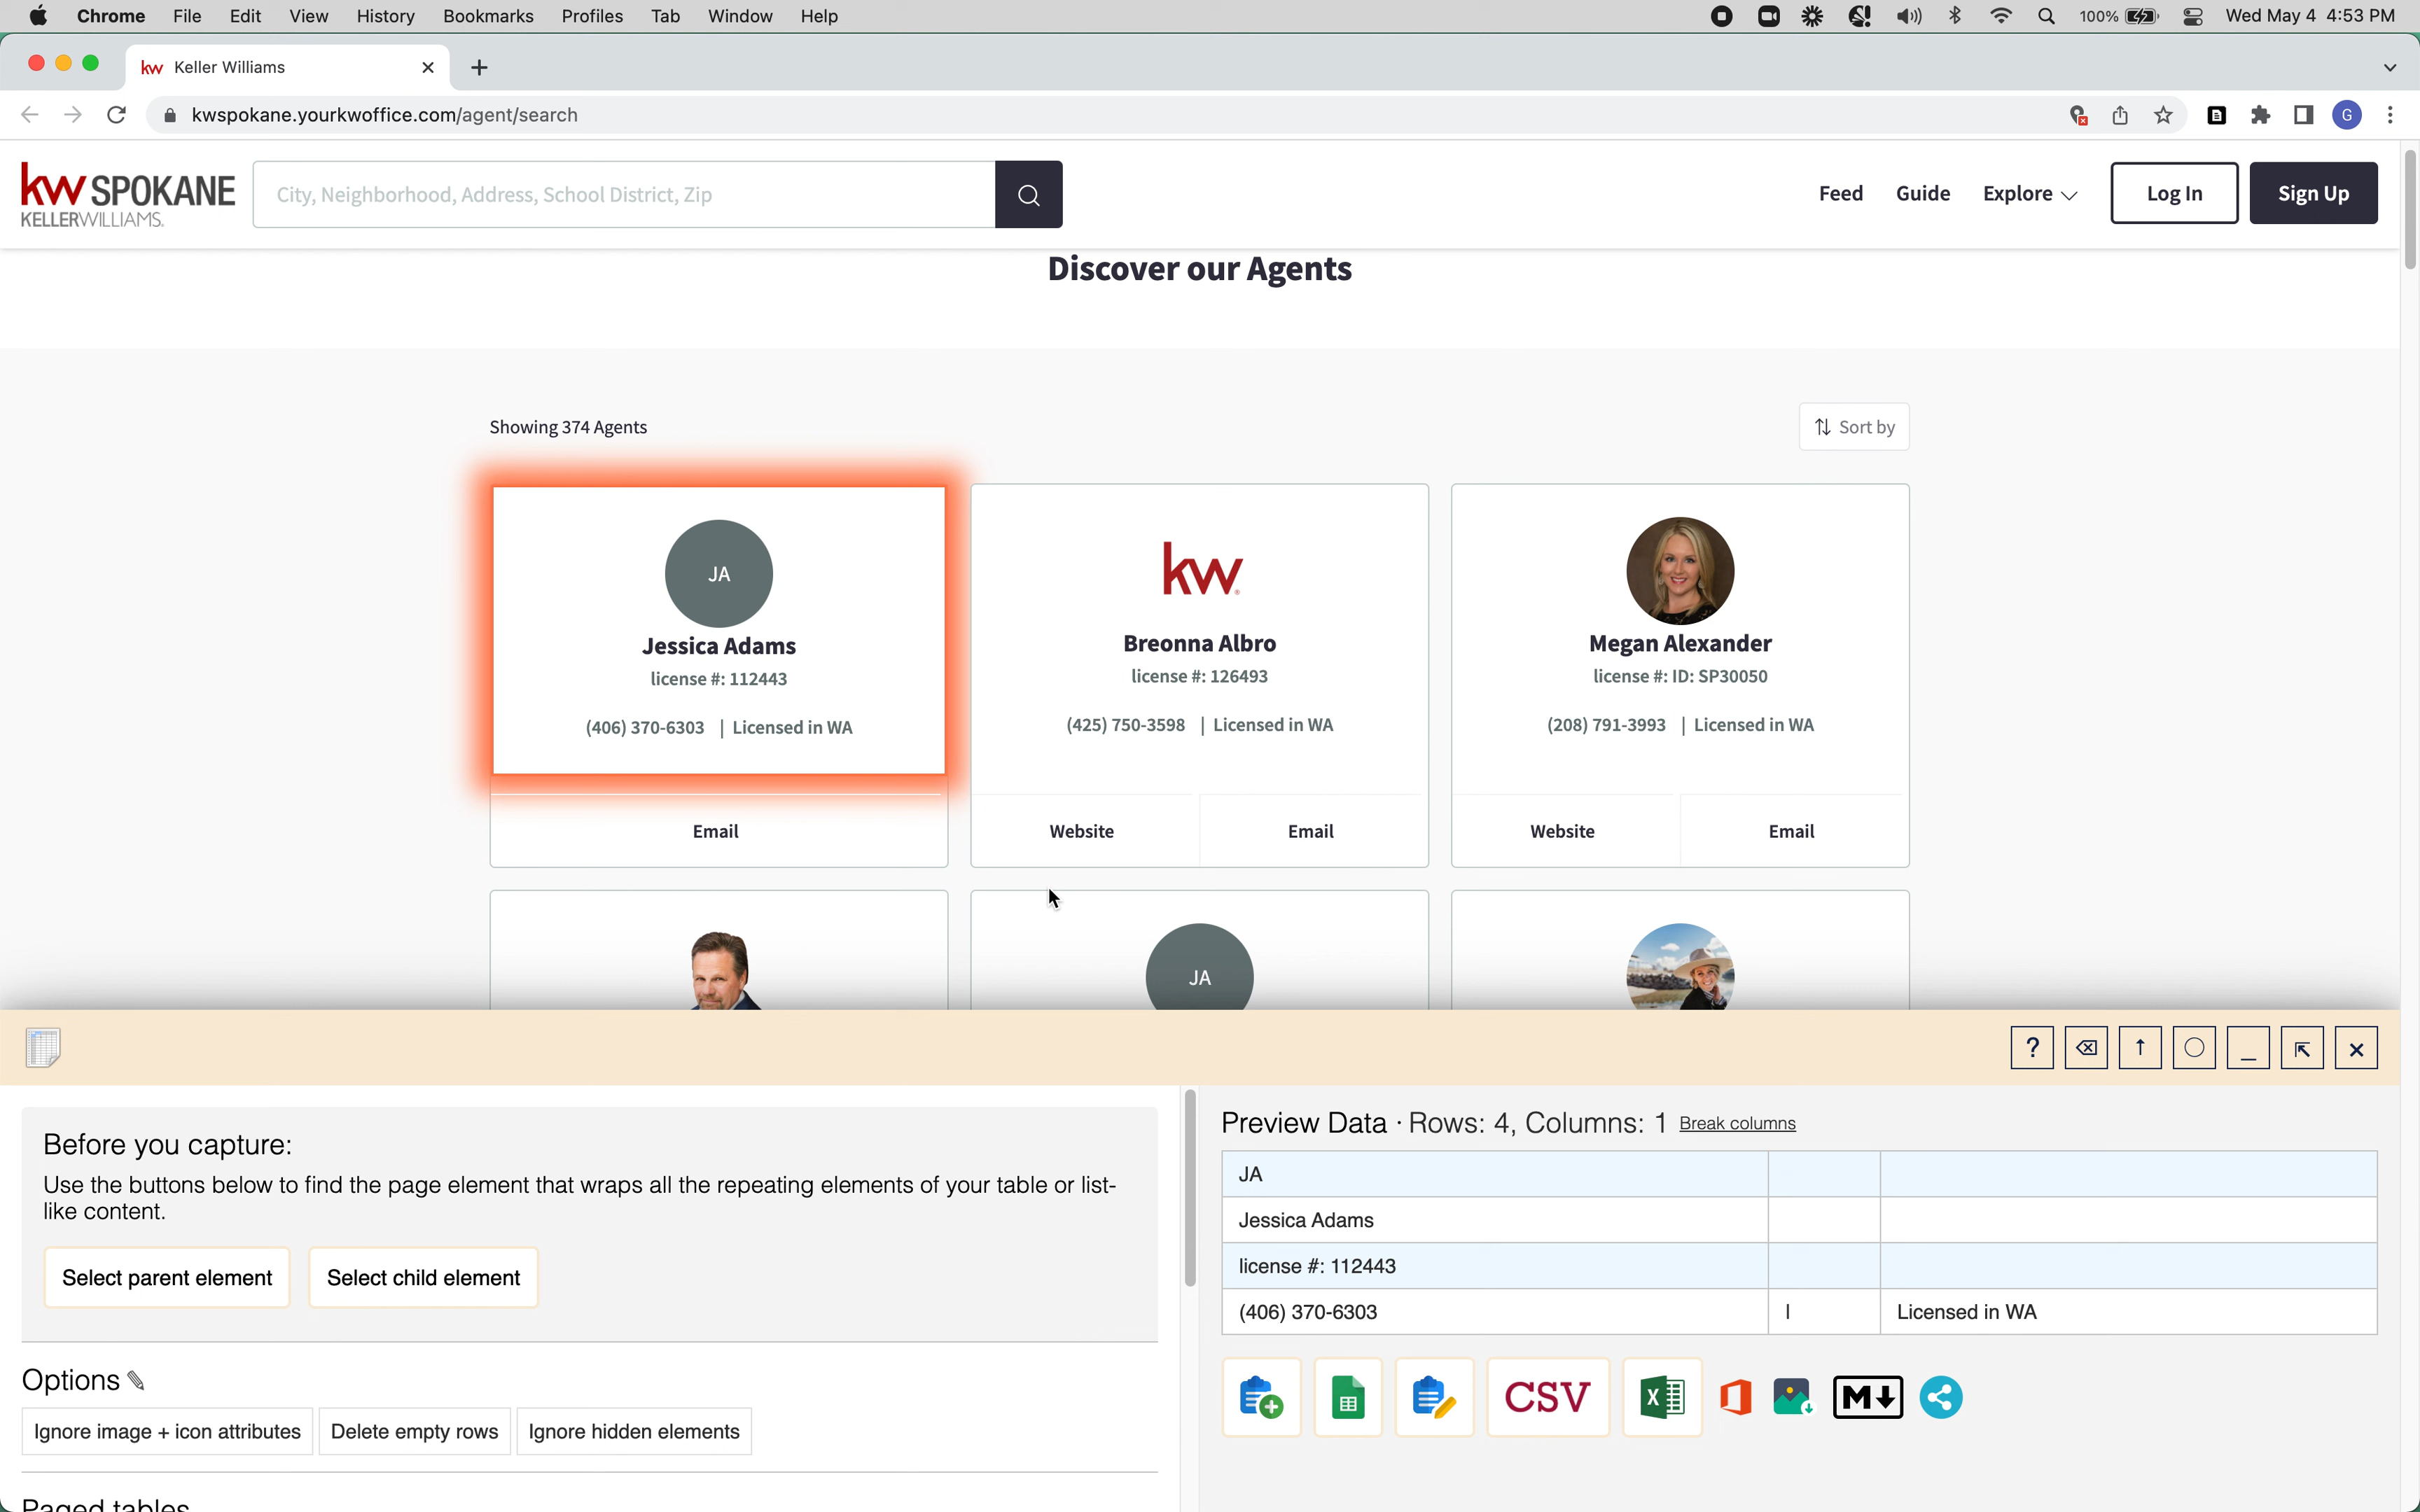 Chrome File Edit View History Bookmarks Profiles Tab Window Help 100% Wed May 4 4:53 PM
kw Keller Williams
kwspokane.yourkwoffice.com/agent/search G
kw SPOKANE
KELLERWILLIAMS.
City, Neighborhood, Address, School District, Zip
Feed Guide Explore Log In Sign Up
Discover our Agents
Showing 374 Agents
Sort by
JA
Jessica Adams
license #: 112443
(406) 370-6303 | Licensed in WA
Email
kw
Breonna Albro
license #: 126493
(425) 750-3598 | Licensed in WA
Website Email
Megan Alexander
license #: ID: SP30050
(208) 791-3993 | Licensed in WA
Website Email
JA
?
Before you capture:
Use the buttons below to find the page element that wraps all the repeating elements of your table or list-
like content.
Select parent element Select child element
Options
Ignore image + icon attributes Delete empty rows Ignore hidden elements
Paged tables
Preview Data · Rows: 4, Columns: 1 Break columns
JA
Jessica Adams
license #: 112443
(406) 370-6303 | Licensed in WA
CSV X M